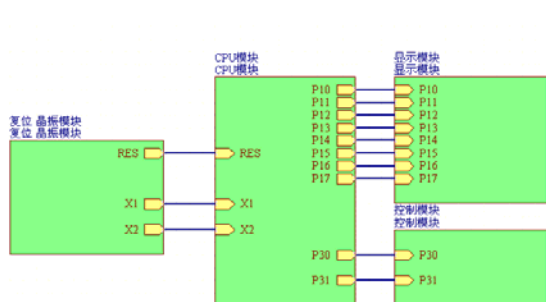 CPU模块
CPU模块
显示模块
显示模块
P10
P10
P11
P11
P12
P12
P13
P13
P14
P14
P15
P15
P16
P16
P17
P17
复位 晶振模块
复位 晶振模块
RES
RES
X1
X1
X2
X2
控制模块
控制模块
P30
P30
P31
P31